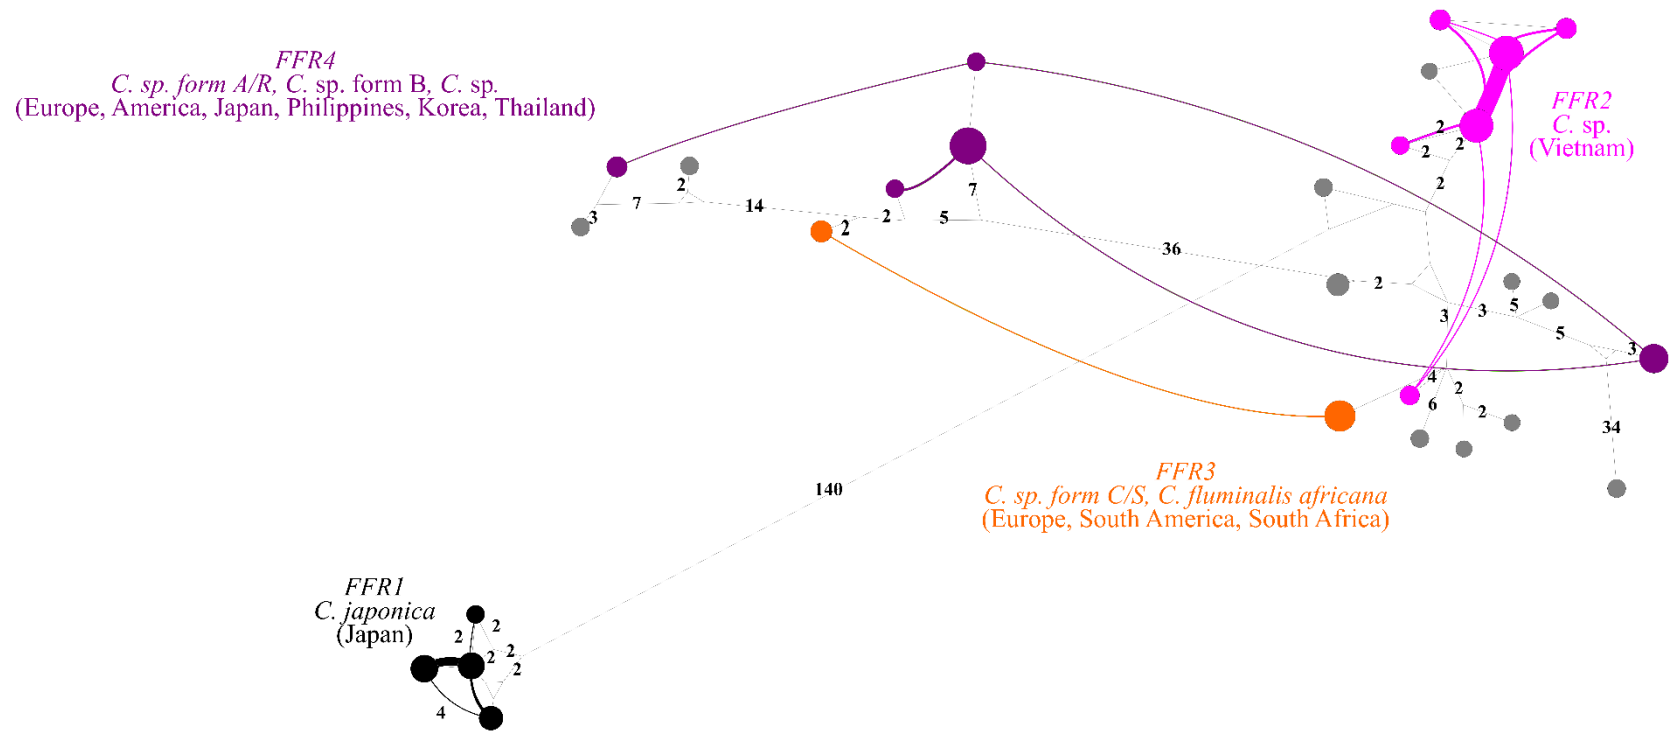 FFR4
C. sp. form A/R, C. sp. form B, C. sp.
(Europe, America, Japan, Philippines, Korea, Thailand)
FFR2
C. sp.
(Vietnam)
2
2
2
2
2
7
3
14
2
2
7
5
36
2
3
3
5
5
3
4
6
2
2
34
140
FFR3
C. sp. form C/S, C. fluminalis africana
(Europe, South America, South Africa)
FFR1
C. japonica
(Japan)
2
2
2
2
2
4